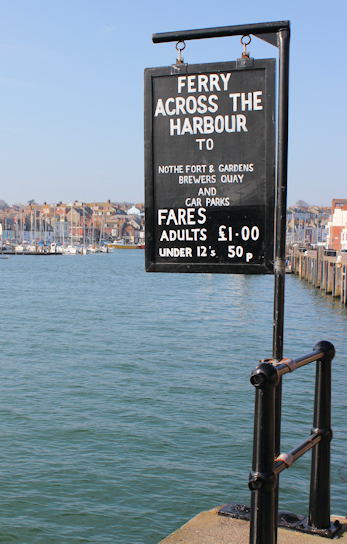 FERRY
ACROSS THE
HARBOUR
TO
NOTHE FORT & GARDENS
BREWERS QUAY
AND
CAR PARKS
FARES
ADULTS £1·00
UNDER 12's 50p